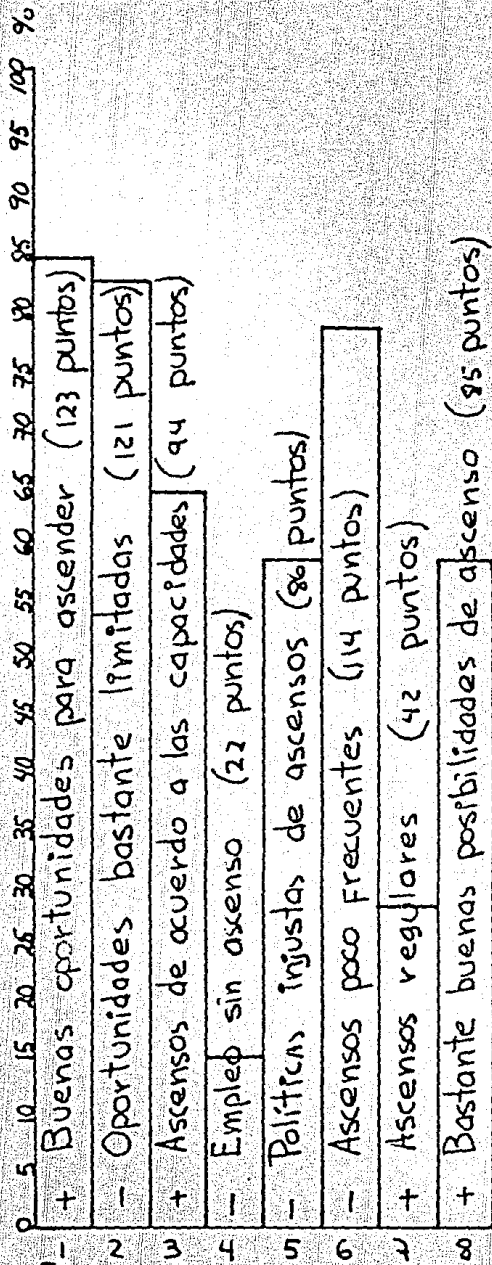 0 5 10 15 20 25 30 35 40 45 50 55 60 65 70 75 80 85 90 95 100 %
1 + Buenas oportunidades para ascender (123 puntos)
2 - Oportunidades bastante limitadas (121 puntos)
3 + Ascensos de acuerdo a las capacidades (94 puntos)
4 - Empleo sin ascenso (22 puntos)
5 - Políticas injustas de ascensos (86 puntos)
6 - Ascensos poco frecuentes (114 puntos)
7 + Ascensos regulares (42 puntos)
8 + Bastante buenas posibilidades de ascenso (85 puntos)